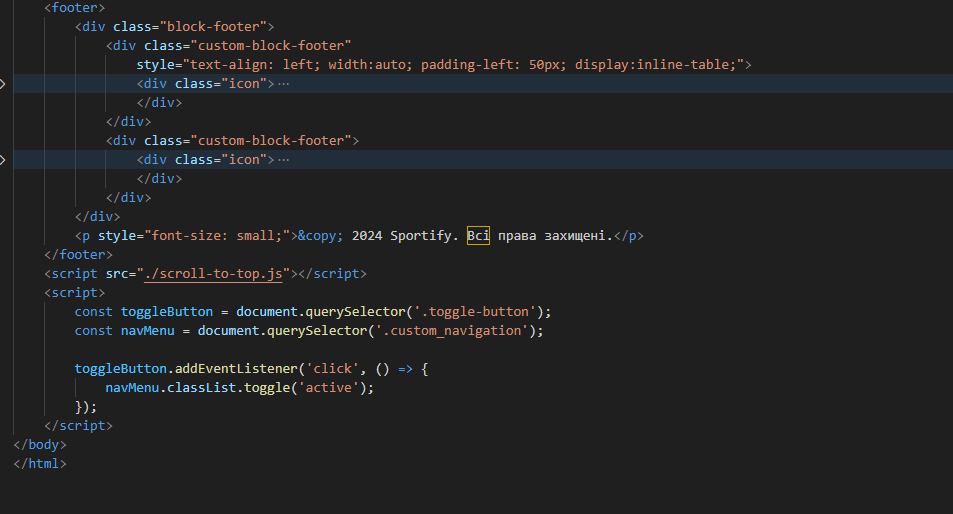 <footer>
<div class="block-footer">
<div class="custom-block-footer"
style="text-align: left; width:auto; padding-left: 50px; display:inline-table;">
<div class="icon">…
</div>
</div>
<div class="custom-block-footer">
<div class="icon">…
</div>
</div>
</div>
<p style="font-size: small;">&copy; 2024 Sportify. Всі права захищені.</p>
</footer>
<script src="./scroll-to-top.js"></script>
<script>
const toggleButton = document.querySelector('.toggle-button');
const navMenu = document.querySelector('.custom_navigation');
toggleButton.addEventListener('click', () => {
navMenu.classList.toggle('active');
});
</script>
</body>
</html>